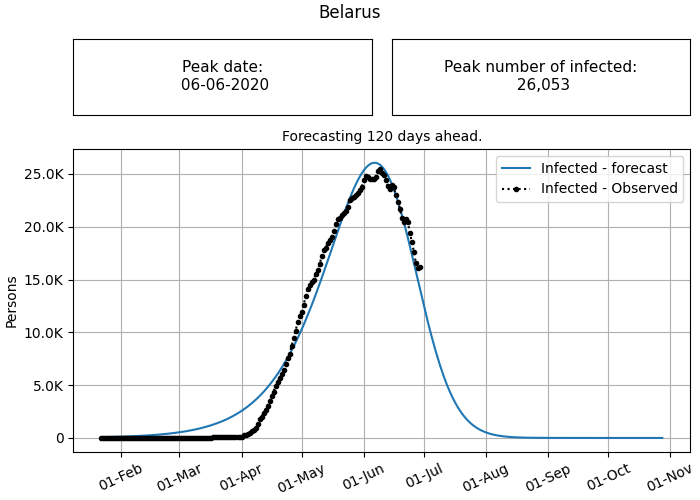 Belarus
Peak date:
06-06-2020
Peak number of infected:
26,053
Forecasting 120 days ahead.
Infected - forecast
Infected - Observed
Persons
25.0K
20.0K
15.0K
10.0K
5.0K
0
01-Feb
01-Mar
01-Apr
01-May
01-Jun
01-Jul
01-Aug
01-Sep
01-Oct
01-Nov